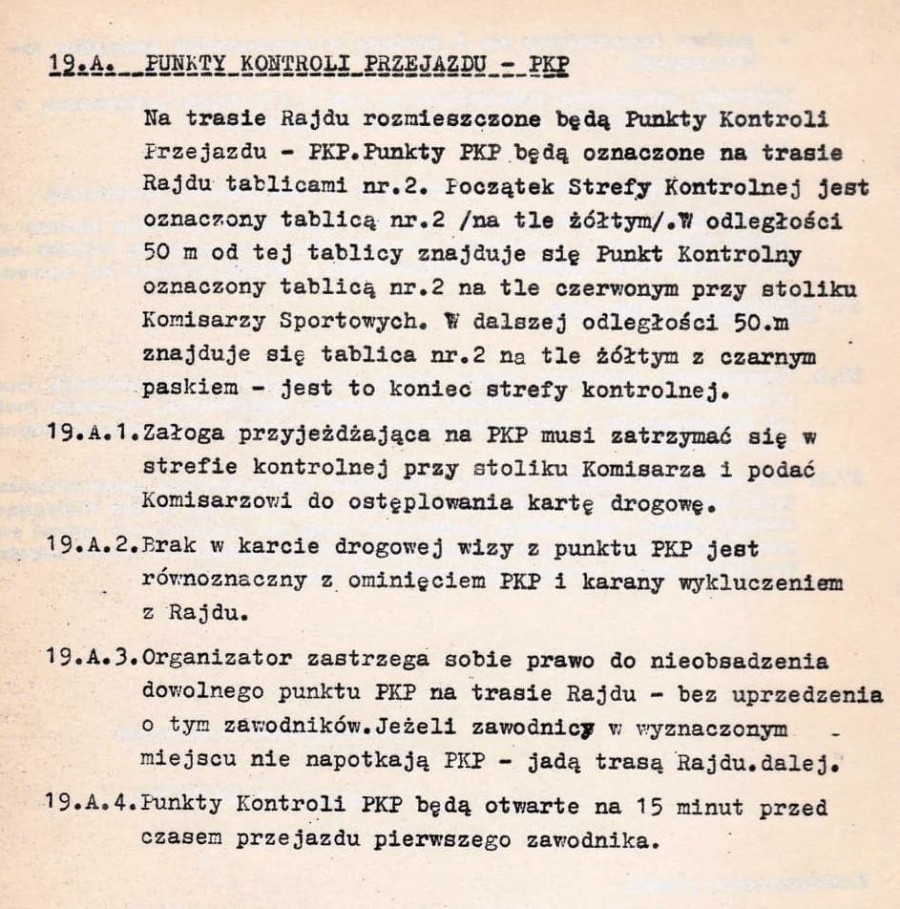 19.A. PUNKTY KONTROLI PRZEJAZDU - PKP
Na trasie Rajdu rozmieszczone będą Punkty Kontroli
Przejazdu - PKP.Punkty PKP będą oznaczone na trasie
Rajdu tablicami nr.2. Początek Strefy Kontrolnej jest
oznaczony tablicą nr.2 /na tle żółtym/.W odległości
50 m od tej tablicy znajduje się Punkt Kontrolny
oznaczony tablicą nr.2 na tle czerwonym przy stoliku
Komisarzy Sportowych. W dalszej odległości 50.m
znajduje się tablica nr.2 na tle żółtym z czarnym
paskiem - jest to koniec strefy kontrolnej.
19.A.1.Załoga przyjeżdżająca na PKP musi zatrzymać się w
strefie kontrolnej przy stoliku Komisarza i podać
Komisarzowi do ostęplowania kartę drogowę.
19.A.2.Brak w karcie drogowej wizy z punktu PKP jest
równoznaczny z ominięciem PKP i karany wykluczeniem
z Rajdu.
19.A.3.Organizator zastrzega sobie prawo do nieobsadzenia
dowolnego punktu PKP na trasie Rajdu - bez uprzedzenia
o tym zawodników.Jeżeli zawodnicy w wyznaczonym -
miejscu nie napotkają PKP - jadą trasą Rajdu.dalej.
19.A.4.Punkty Kontroli PKP będą otwarte na 15 minut przed
czasem przejazdu pierwszego zawodnika.